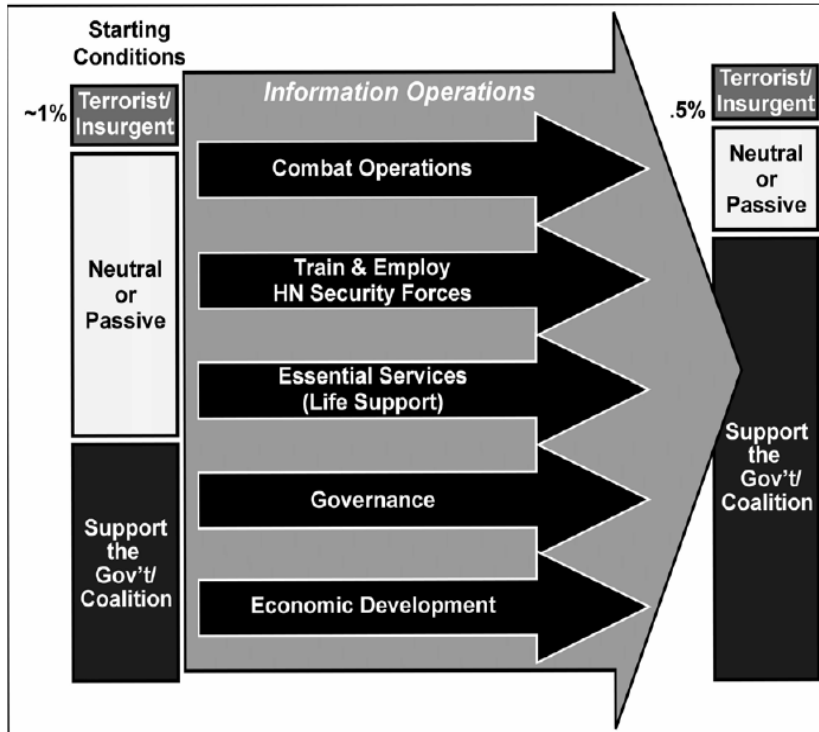 Starting
Conditions
~1%
Terrorist/
Insurgent
Neutral
or
Passive
Support
the
Gov't/
Coalition
Information Operations
Combat Operations
Train & Employ
HN Security Forces
Essential Services
(Life Support)
Governance
Economic Development
.5%
Terrorist/
Insurgent
Neutral
or
Passive
Support
the
Gov't/
Coalition